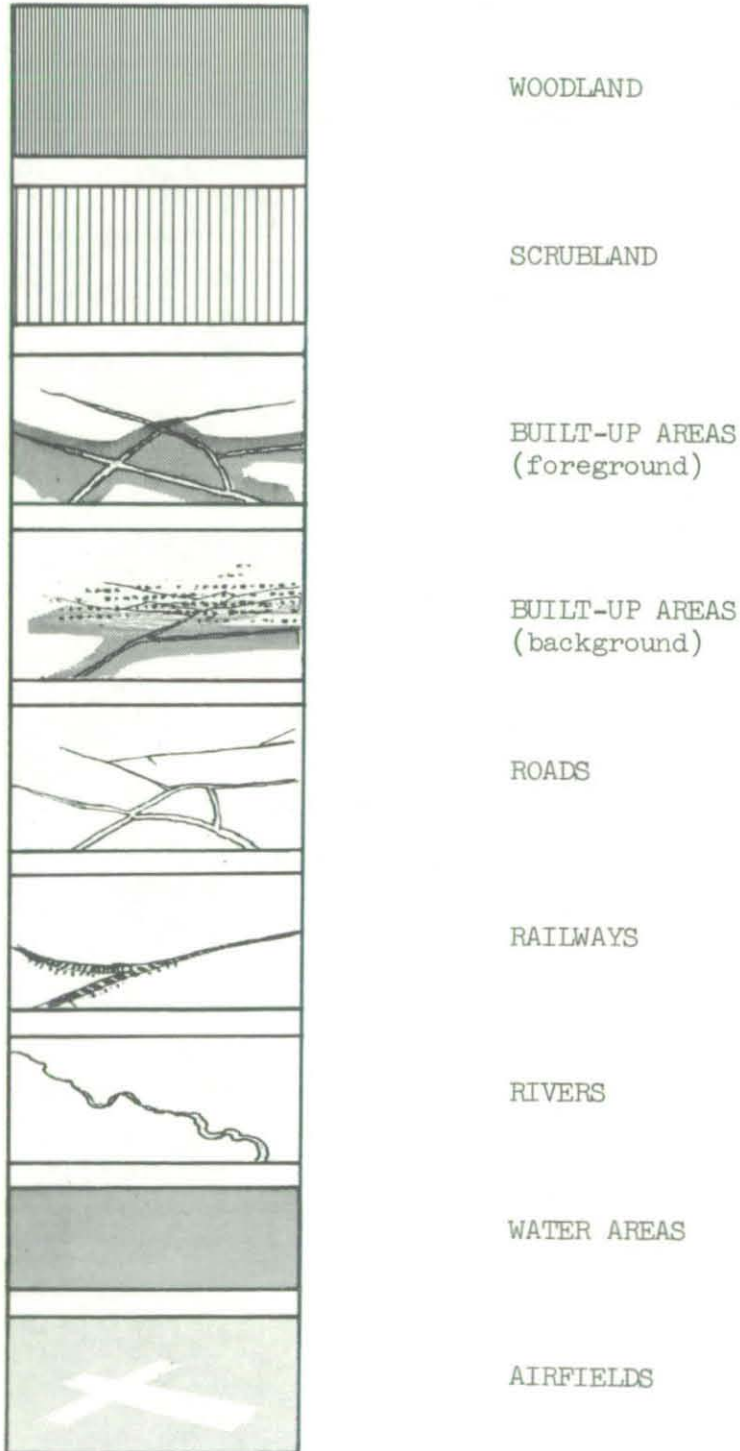 WOODLAND
SCRUBLAND
BUILT-UP AREAS
(foreground)
BUILT-UP AREAS
(background)
ROADS
RAILWAYS
RIVERS
WATER AREAS
AIRFIELDS